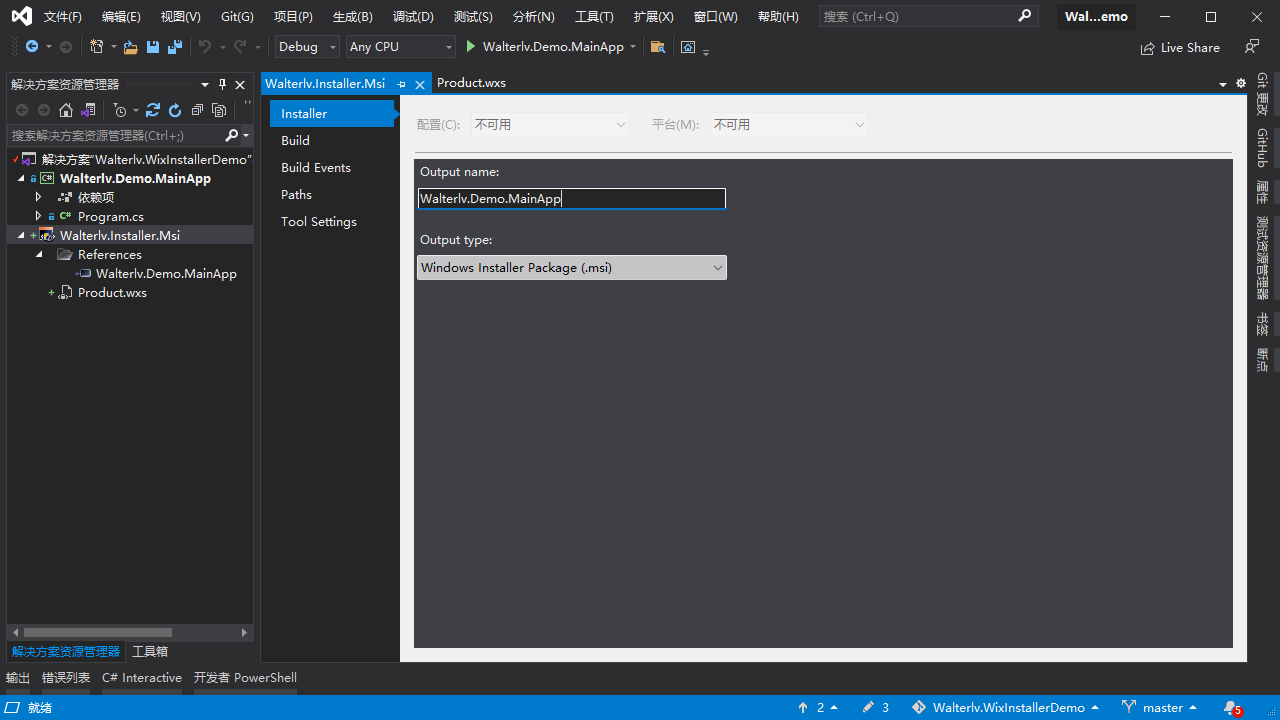 文件(F) 编辑(E) 视图(V) Git(G) 项目(P) 生成(B) 调试(D) 测试(S) 分析(N) 工具(T) 扩展(X) 窗口(W) 帮助(H) 搜索 (Ctrl+Q) Wal...emo
Debug Any CPU Walterlv.Demo.MainApp Live Share
解决方案资源管理器
搜索解决方案资源管理器(Ctrl+;)
解决方案"Walterlv.WixInstallerDemo"
Walterlv.Demo.MainApp
依赖项
Program.cs
Walterlv.Installer.Msi
References
Walterlv.Demo.MainApp
Product.wxs
解决方案资源管理器 工具箱
Walterlv.Installer.Msi Product.wxs
Installer
Build
Build Events
Paths
Tool Settings
配置(C): 不可用 平台(M): 不可用
Output name:
Walterlv.Demo.MainApp
Output type:
Windows Installer Package (.msi)
Git 更改
GitHub
属性
测试资源管理器
书签
断点
输出 错误列表 C# Interactive 开发者 PowerShell
就绪 2 3 Walterlv.WixInstallerDemo master 5